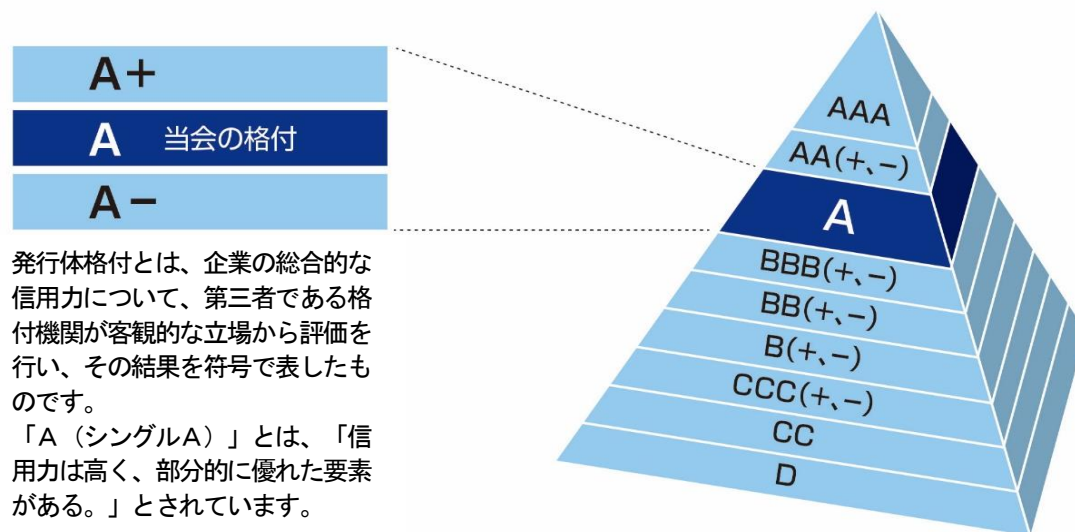 A+
A 当会の格付
A−
発行体格付とは、企業の総合的な
信用力について、第三者である格
付機関が客観的な立場から評価を
行い、その結果を符号で表したも
のです。
「A（シングルA）」とは、「信
用力は高く、部分的に優れた要素
がある。」とされています。
AAA
AA(+、−)
A
BBB(+、−)
BB(+、−)
B(+、−)
CCC(+、−)
CC
D